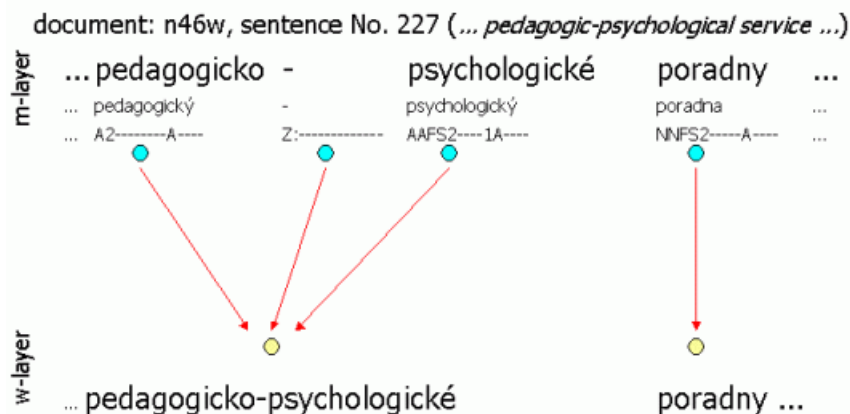 document: n46w, sentence No. 227 (... pedagogic-psychological service ...)
m-layer
... pedagogicko - psychologické poradny ...
... pedagogický - psychologický poradna ...
... A2--------A---- Z:------------- AAFS2----1A---- NNFS2-----A---- ...
w-layer
... pedagogicko-psychologické poradny ...